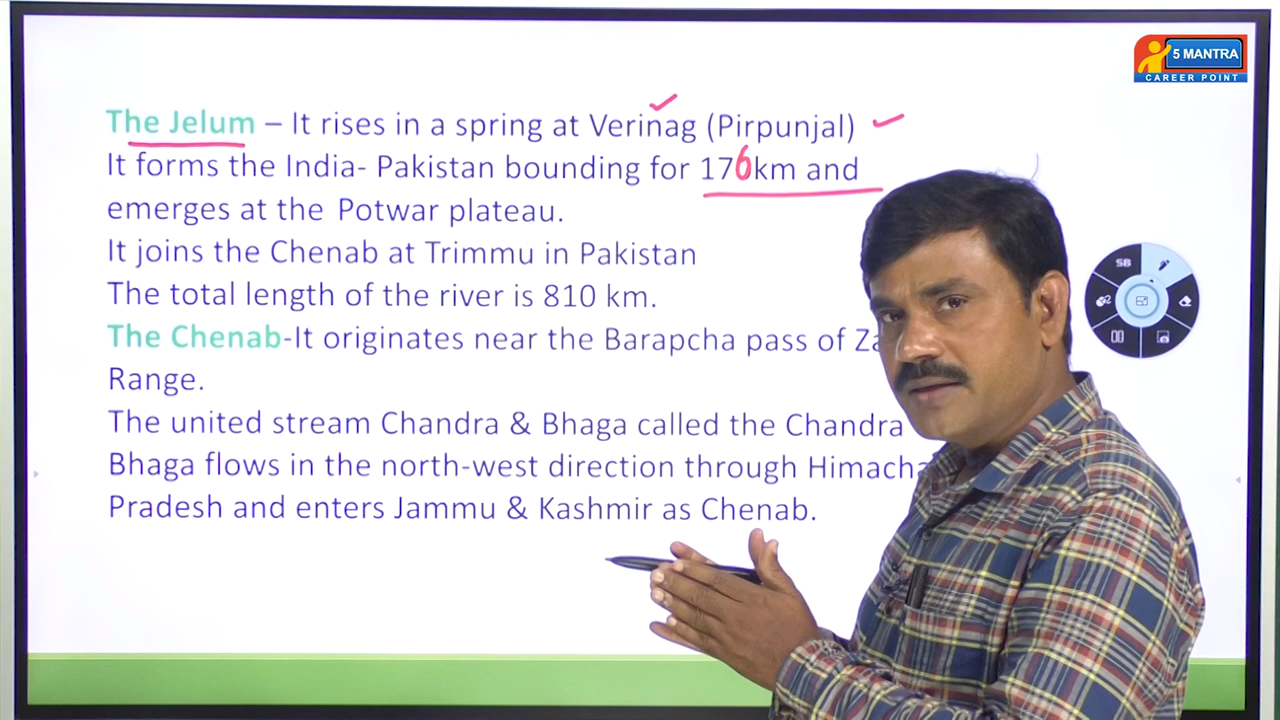 5 MANTRA
CAREER POINT
The Jelum – It rises in a spring at Verinag (Pirpunjal)
It forms the India- Pakistan bounding for 176km and
emerges at the Potwar plateau.
It joins the Chenab at Trimmu in Pakistan
The total length of the river is 810 km.
The Chenab-It originates near the Barapcha pass of
Range.
The united stream Chandra & Bhaga called the Chandra
Bhaga flows in the north-west direction through
Pradesh and enters Jammu & Kashmir as Chenab.
SB